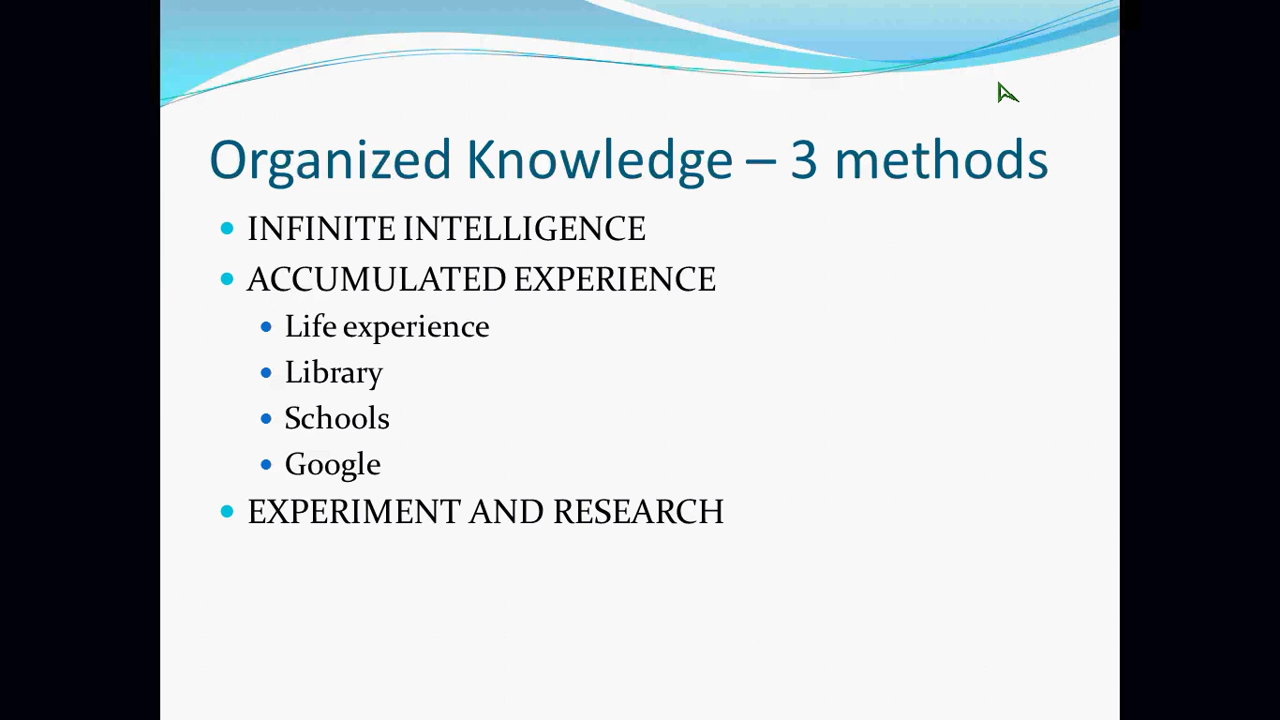 Organized Knowledge – 3 methods
INFINITE INTELLIGENCE
ACCUMULATED EXPERIENCE
Life experience
Library
Schools
Google
EXPERIMENT AND RESEARCH